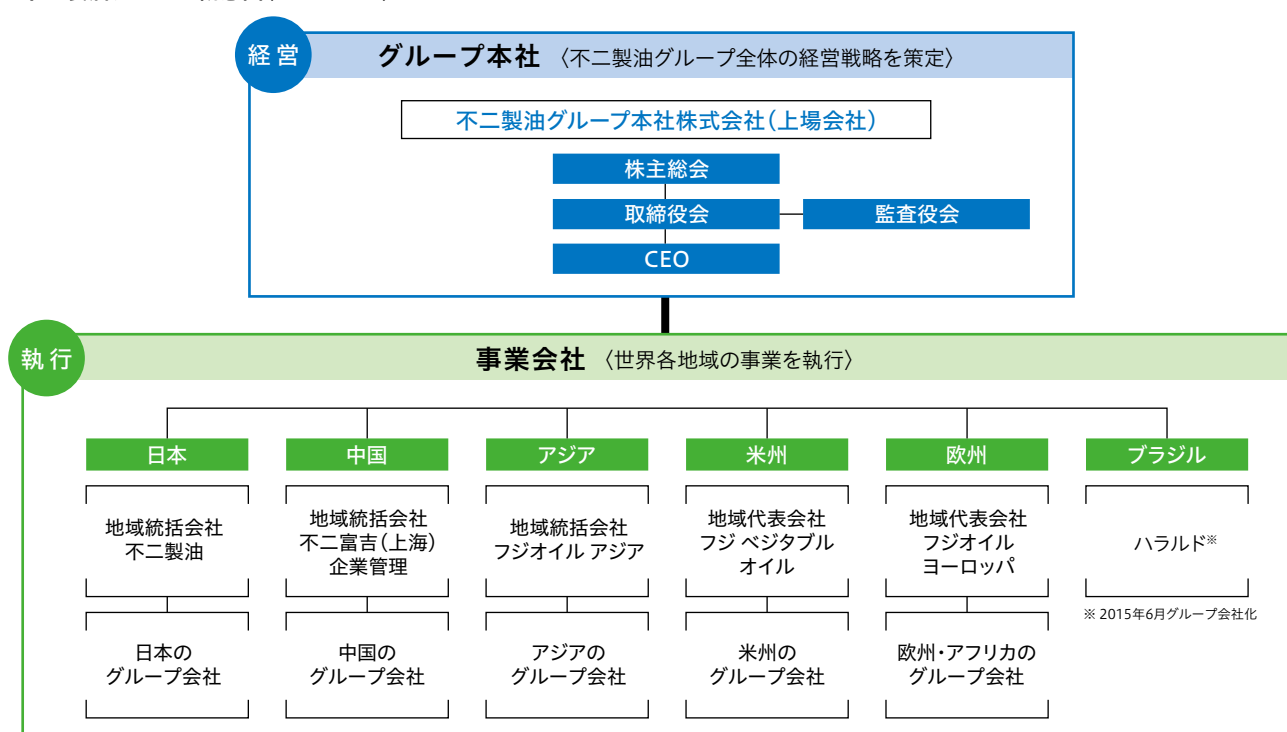 経営
グループ本社 〈不二製油グループ全体の経営戦略を策定〉
不二製油グループ本社株式会社（上場会社）
株主総会
取締役会
監査役会
CEO
執行
事業会社 〈世界各地域の事業を執行〉
日本
中国
アジア
米州
欧州
ブラジル
地域統括会社
不二製油
地域統括会社
不二富吉（上海）
企業管理
地域統括会社
フジオイル アジア
地域代表会社
フジ ベジタブル
オイル
地域代表会社
フジオイル
ヨーロッパ
ハラルド※
※ 2015年6月グループ会社化
日本の
グループ会社
中国の
グループ会社
アジアの
グループ会社
米州の
グループ会社
欧州・アフリカの
グループ会社